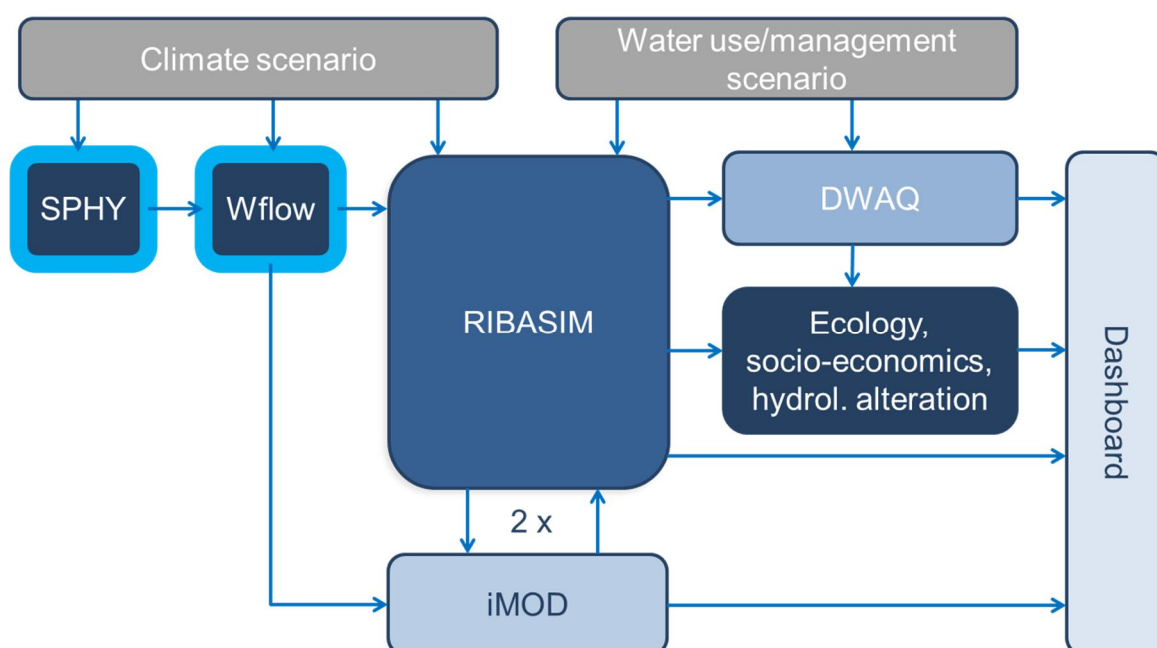 Climate scenario
Water use/management
scenario
SPHY
Wflow
DWAQ
RIBASIM
Ecology,
socio-economics,
hydrol. alteration
Dashboard
2 x
iMOD